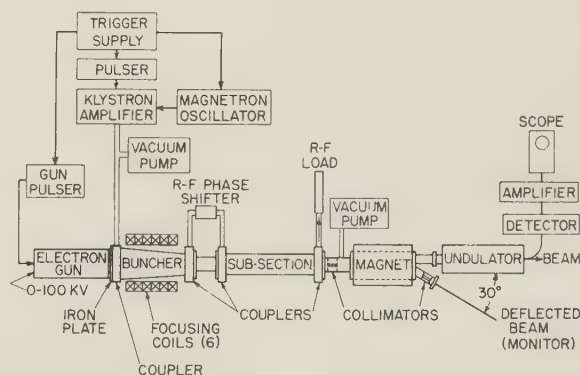 TRIGGER
SUPPLY
PULSER
KLYSTRON
AMPLIFIER
MAGNETRON
OSCILLATOR
VACUUM
PUMP
GUN
PULSER
R-F PHASE
SHIFTER
R-F
LOAD
VACUUM
PUMP
SCOPE
AMPLIFIER
DETECTOR
ELECTRON
GUN
BUNCHER
SUB-SECTION
MAGNET
UNDULATOR
BEAM
0-100 KV
30°
IRON
PLATE
FOCUSING
COILS (6)
COUPLERS
COLLIMATORS
DEFLECTED
BEAM
(MONITOR)
COUPLER